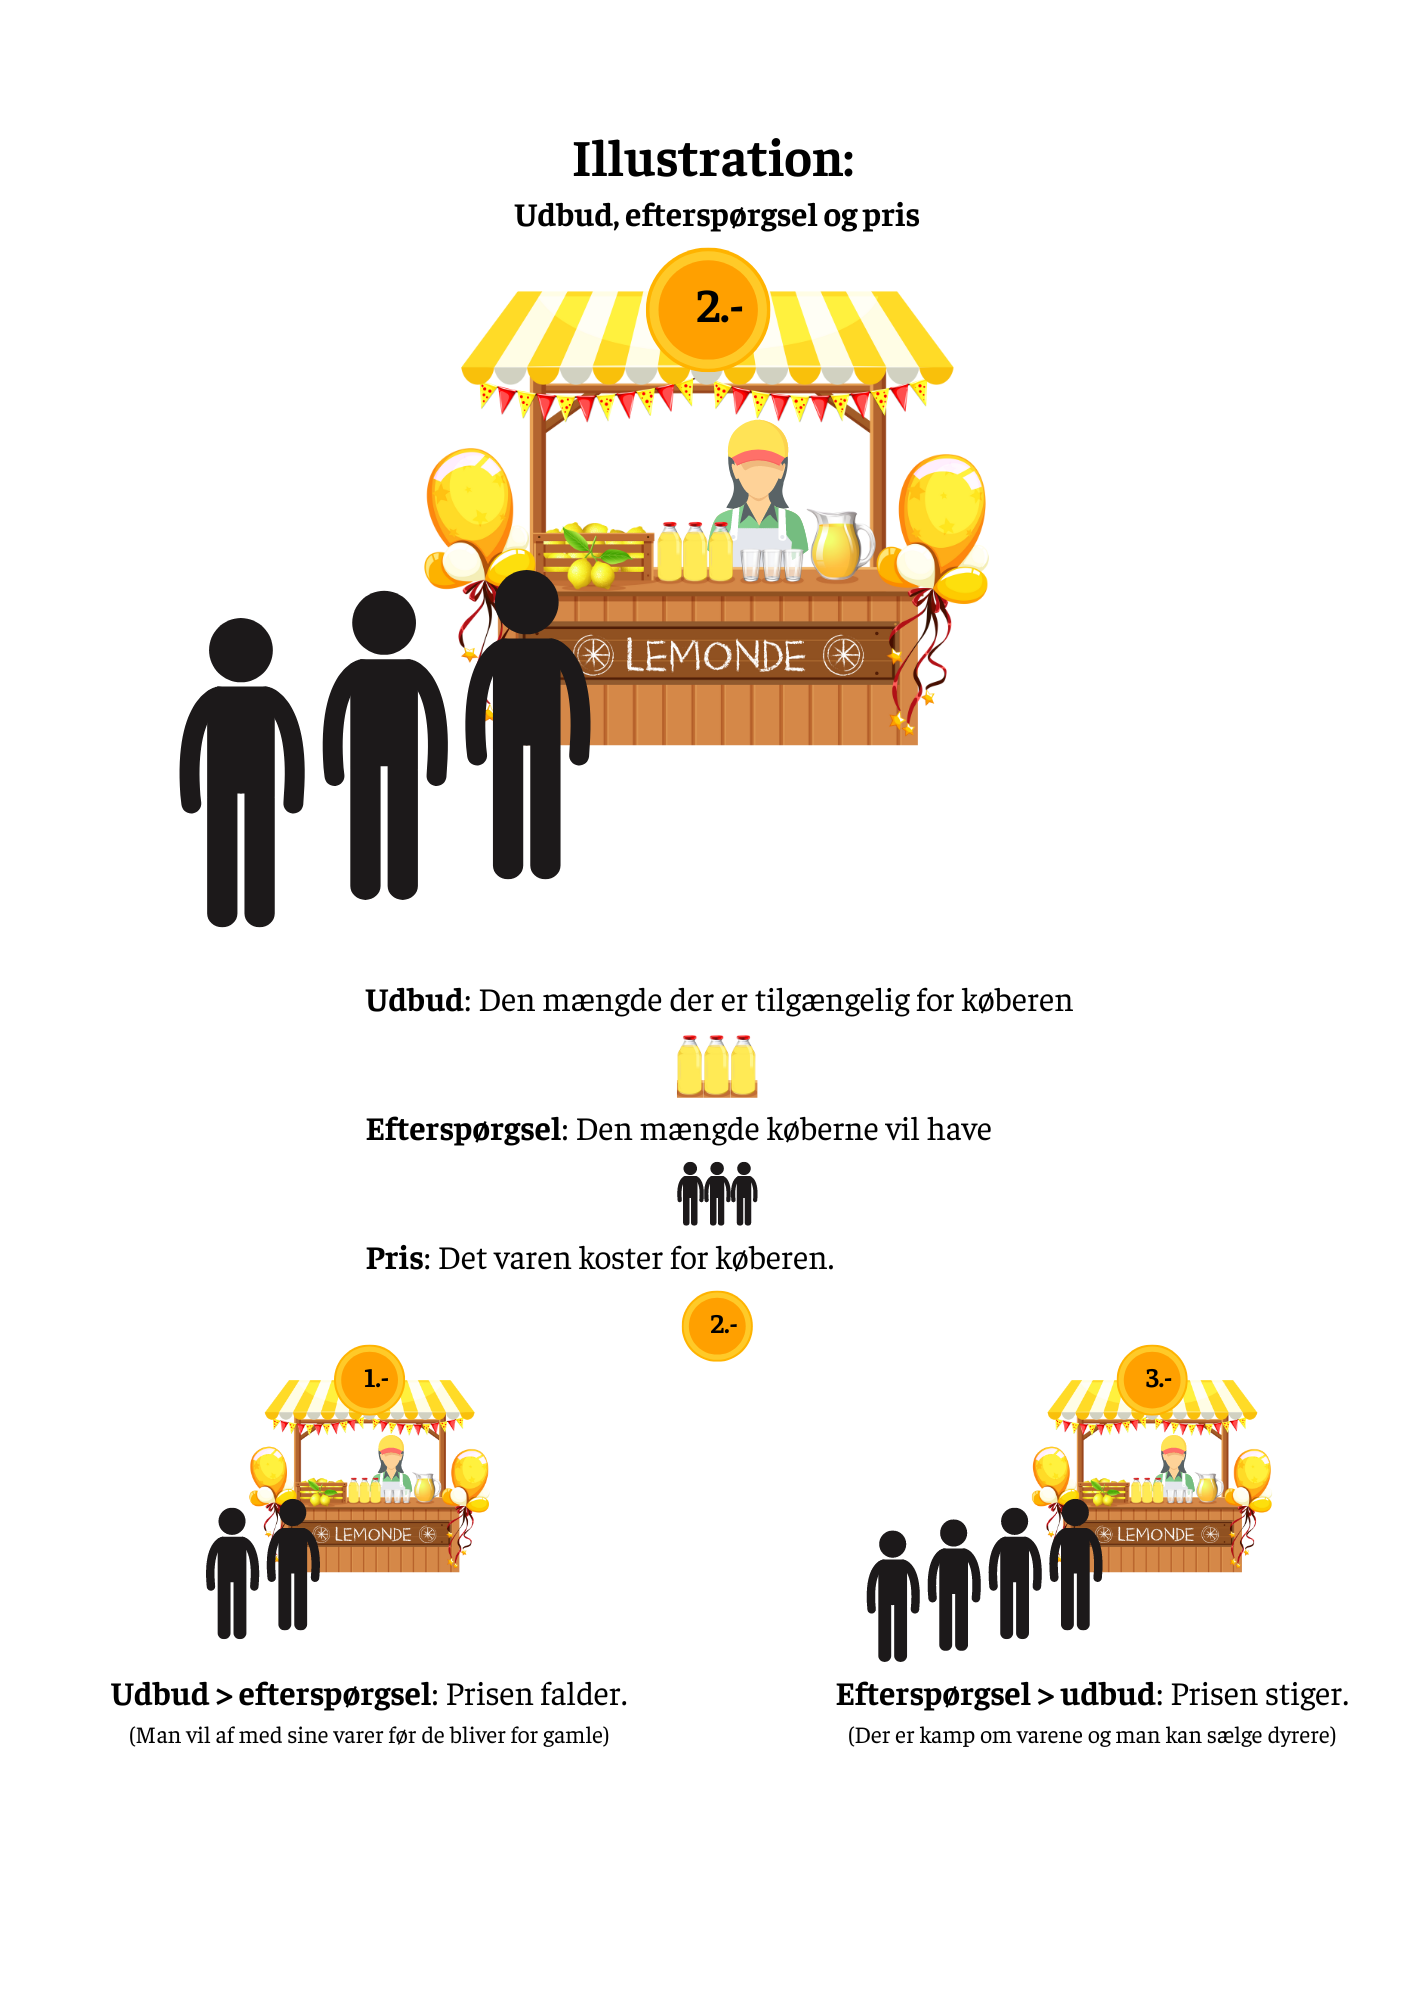 Illustration:
Udbud, efterspørgsel og pris
2.-
LEMONDE
Udbud: Den mængde der er tilgængelig for køberen
Efterspørgsel: Den mængde køberne vil have
Pris: Det varen koster for køberen.
2.-
1.-
LEMONDE
Udbud > efterspørgsel: Prisen falder.
(Man vil af med sine varer før de bliver for gamle)
3.-
LEMONDE
Efterspørgsel > udbud: Prisen stiger.
(Der er kamp om varene og man kan sælge dyrere)